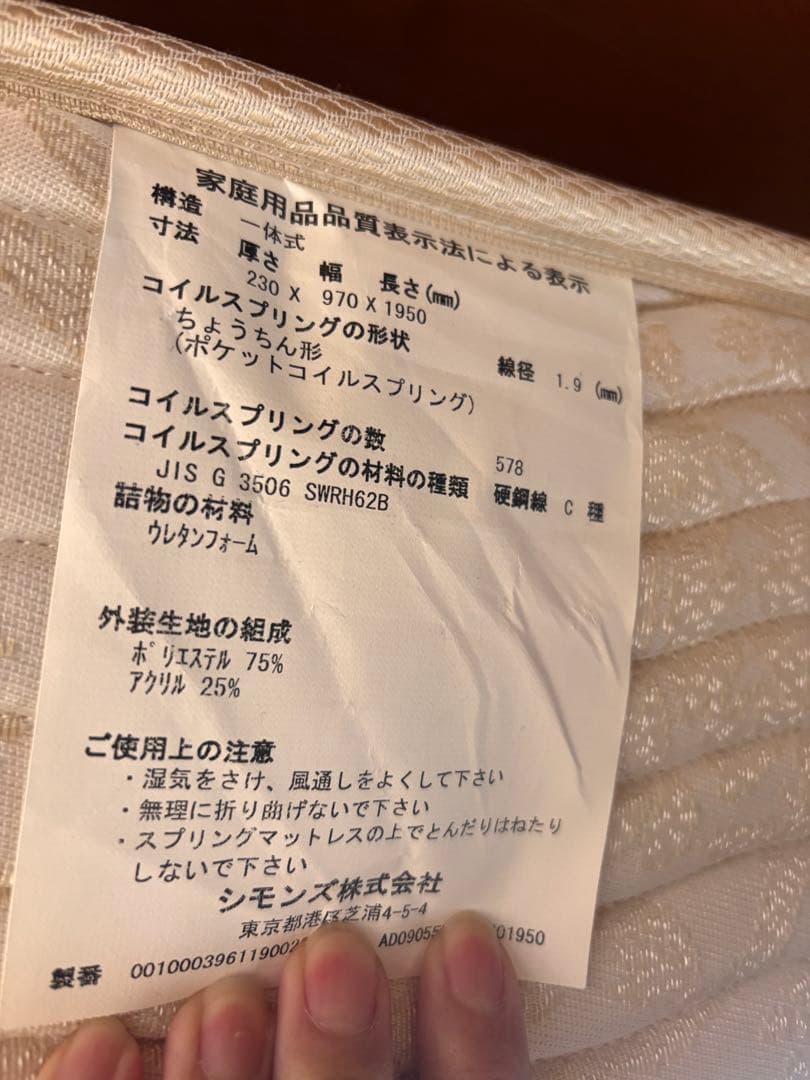 家庭用品品質表示法による表示
構造 一体式
寸法 厚さ 幅 長さ(mm)
230 X 970 X 1950
コイルスプリングの形状
ちょうちん形 線径 1.9 (mm)
(ポケットコイルスプリング)
コイルスプリングの数 578
コイルスプリングの材料の種類 硬鋼線 C 種
JIS G 3506 SWRH62B
詰物の材料
ウレタンフォーム
外装生地の組成
ポリエステル 75%
アクリル 25%
ご使用上の注意
・湿気をさけ、風通しをよくして下さい
・無理に折り曲げないで下さい
・スプリングマットレスの上でとんだりはねたり
しないで下さい
シモンズ株式会社
東京都港区芝浦4-5-4
製番